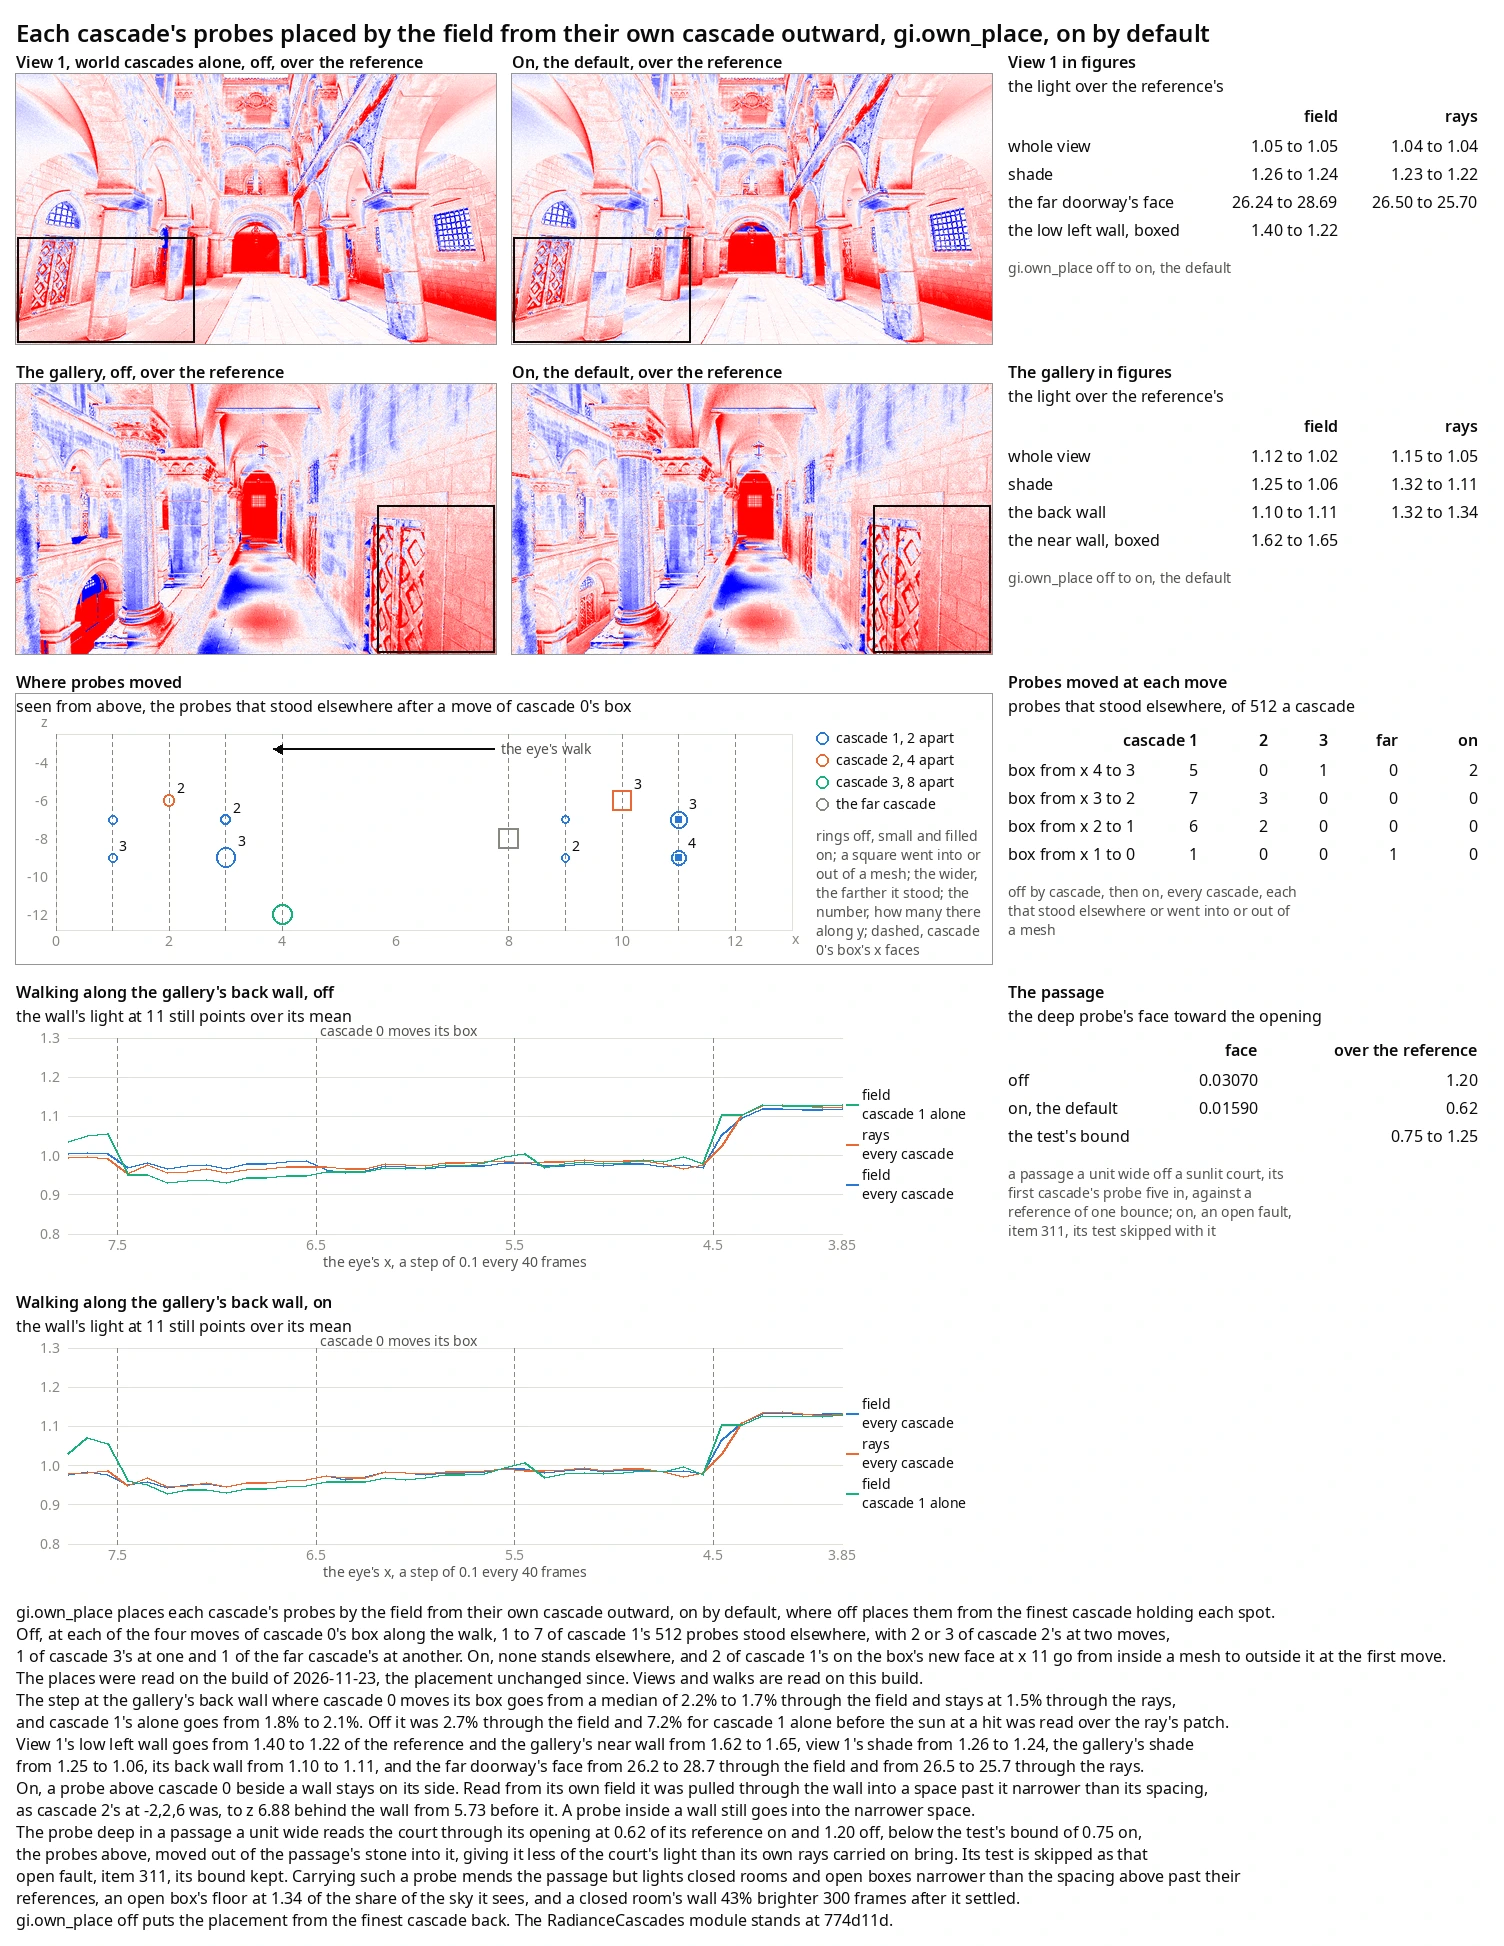 Each cascade's probes placed by the field from their own cascade outward, gi.own_place, on by default
View 1, world cascades alone, off, over the reference
On, the default, over the reference
View 1 in figures
the light over the reference's
field rays
whole view 1.05 to 1.05 1.04 to 1.04
shade 1.26 to 1.24 1.23 to 1.22
the far doorway's face 26.24 to 28.69 26.50 to 25.70
the low left wall, boxed 1.40 to 1.22
gi.own_place off to on, the default
The gallery, off, over the reference
On, the default, over the reference
The gallery in figures
the light over the reference's
field rays
whole view 1.12 to 1.02 1.15 to 1.05
shade 1.25 to 1.06 1.32 to 1.11
the back wall 1.10 to 1.11 1.32 to 1.34
the near wall, boxed 1.62 to 1.65
gi.own_place off to on, the default
Where probes moved
seen from above, the probes that stood elsewhere after a move of cascade 0's box
z
the eye's walk
-4
-6
-8
-10
-12
2
2
3
3
2
3
3
4
0 2 4 6 8 10 12 x
cascade 1, 2 apart
cascade 2, 4 apart
cascade 3, 8 apart
the far cascade
rings off, small and filled
on; a square went into or
out of a mesh; the wider,
the farther it stood; the
number, how many there
along y; dashed, cascade
0's box's x faces
Probes moved at each move
probes that stood elsewhere, of 512 a cascade
cascade 1 2 3 far on
box from x 4 to 3 5 0 1 0 2
box from x 3 to 2 7 3 0 0 0
box from x 2 to 1 6 2 0 0 0
box from x 1 to 0 1 0 0 1 0
off by cascade, then on, every cascade, each
that stood elsewhere or went into or out of
a mesh
Walking along the gallery's back wall, off
the wall's light at 11 still points over its mean
cascade 0 moves its box
1.3
1.2
1.1
1.0
0.9
0.8
7.5 6.5 5.5 4.5 3.85
the eye's x, a step of 0.1 every 40 frames
field
cascade 1 alone
rays
every cascade
field
every cascade
The passage
the deep probe's face toward the opening
face over the reference
off 0.03070 1.20
on, the default 0.01590 0.62
the test's bound 0.75 to 1.25
a passage a unit wide off a sunlit court, its
first cascade's probe five in, against a
reference of one bounce; on, an open fault,
item 311, its test skipped with it
Walking along the gallery's back wall, on
the wall's light at 11 still points over its mean
cascade 0 moves its box
1.3
1.2
1.1
1.0
0.9
0.8
7.5 6.5 5.5 4.5 3.85
the eye's x, a step of 0.1 every 40 frames
field
every cascade
rays
every cascade
field
cascade 1 alone
gi.own_place places each cascade's probes by the field from their own cascade outward, on by default, where off places them from the finest cascade holding each spot.
Off, at each of the four moves of cascade 0's box along the walk, 1 to 7 of cascade 1's 512 probes stood elsewhere, with 2 or 3 of cascade 2's at two moves,
1 of cascade 3's at one and 1 of the far cascade's at another. On, none stands elsewhere, and 2 of cascade 1's on the box's new face at x 11 go from inside a mesh to outside it at the first move.
The places were read on the build of 2026-11-23, the placement unchanged since. Views and walks are read on this build.
The step at the gallery's back wall where cascade 0 moves its box goes from a median of 2.2% to 1.7% through the field and stays at 1.5% through the rays,
and cascade 1's alone goes from 1.8% to 2.1%. Off it was 2.7% through the field and 7.2% for cascade 1 alone before the sun at a hit was read over the ray's patch.
View 1's low left wall goes from 1.40 to 1.22 of the reference and the gallery's near wall from 1.62 to 1.65, view 1's shade from 1.26 to 1.24, the gallery's shade
from 1.25 to 1.06, its back wall from 1.10 to 1.11, and the far doorway's face from 26.2 to 28.7 through the field and from 26.5 to 25.7 through the rays.
On, a probe above cascade 0 beside a wall stays on its side. Read from its own field it was pulled through the wall into a space past it narrower than its spacing,
as cascade 2's at -2,2,6 was, to z 6.88 behind the wall from 5.73 before it. A probe inside a wall still goes into the narrower space.
The probe deep in a passage a unit wide reads the court through its opening at 0.62 of its reference on and 1.20 off, below the test's bound of 0.75 on,
the probes above, moved out of the passage's stone into it, giving it less of the court's light than its own rays carried on bring. Its test is skipped as that
open fault, item 311, its bound kept. Carrying such a probe mends the passage but lights closed rooms and open boxes narrower than the spacing above past their
references, an open box's floor at 1.34 of the share of the sky it sees, and a closed room's wall 43% brighter 300 frames after it settled.
gi.own_place off puts the placement from the finest cascade back. The RadianceCascades module stands at 774d11d.